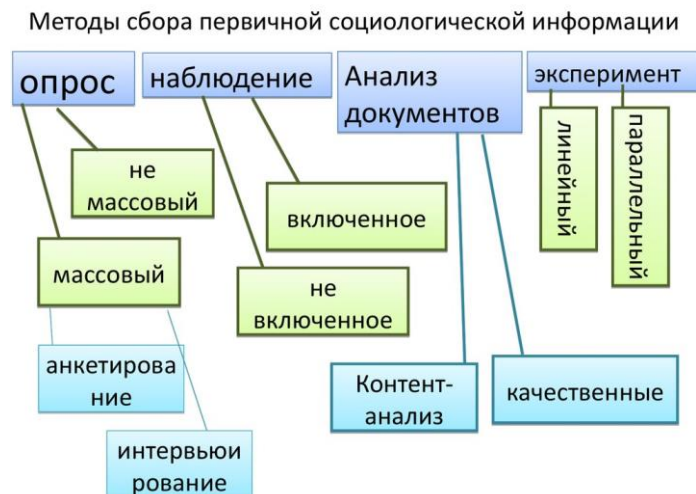 Методы сбора первичной социологической информации
опрос
наблюдение
Анализ
документов
эксперимент
не
массовый
включенное
линейный
параллельный
массовый
не
включенное
анкетирова
ние
Контент-
анализ
качественные
интервьюи
рование